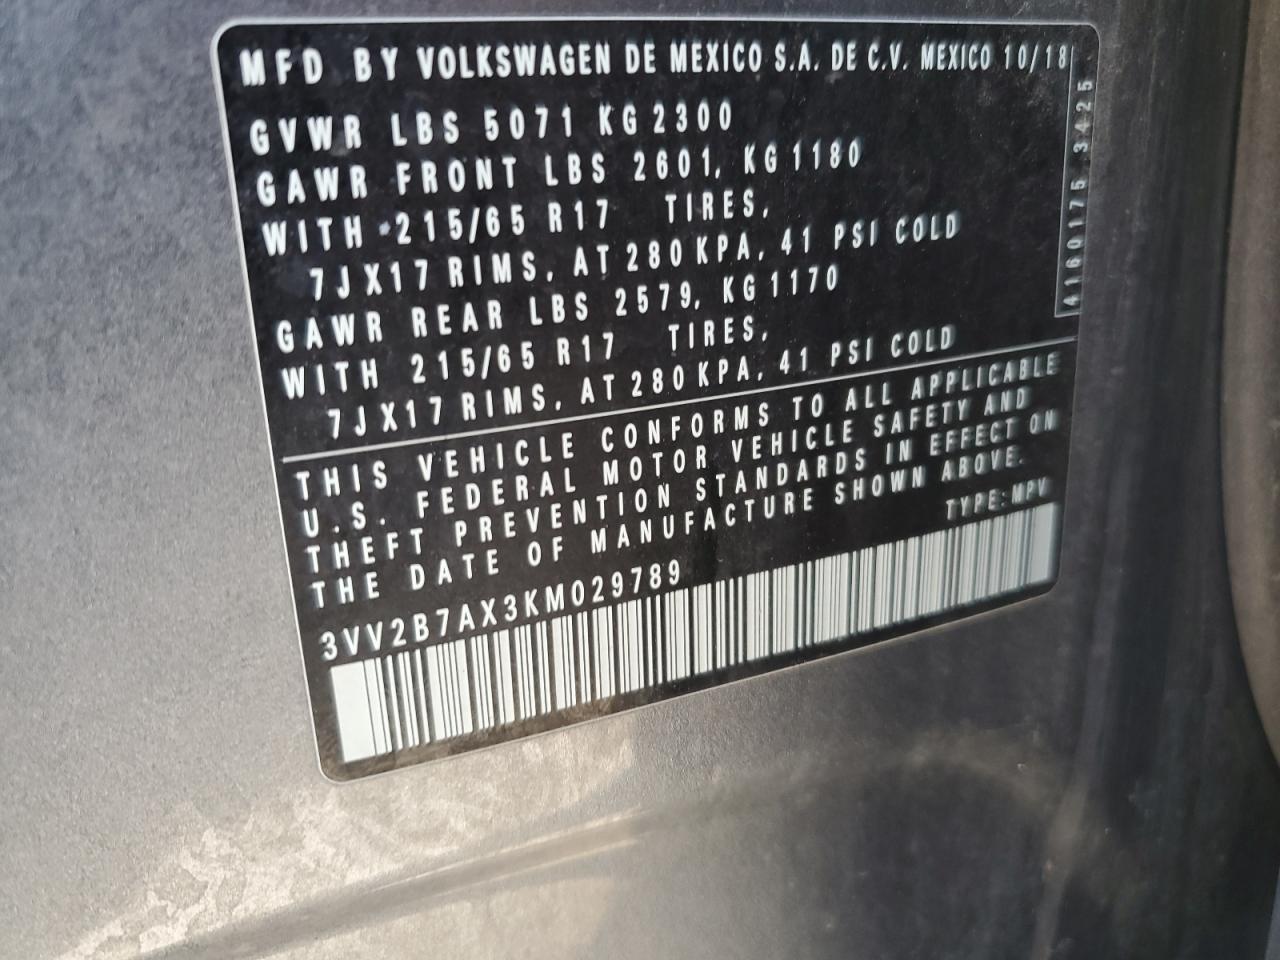 MFD BY VOLKSWAGEN DE MEXICO S.A. DE C.V. MEXICO 10/18
GVWR LBS 5071 KG 2300
GAWR FRONT LBS 2601, KG 1180
WITH 215/65 R17 TIRES,
7JX17 RIMS, AT 280 KPA, 41 PSI COLD
GAWR REAR LBS 2579, KG 1170
WITH 215/65 R17 TIRES,
7JX17 RIMS, AT 280 KPA, 41 PSI COLD
THIS VEHICLE CONFORMS TO ALL APPLICABLE
U.S. FEDERAL MOTOR VEHICLE SAFETY AND
THEFT PREVENTION STANDARDS IN EFFECT ON
THE DATE OF MANUFACTURE SHOWN ABOVE.
TYPE: MPV
3VV2B7AX3KM029789
4160175 3425